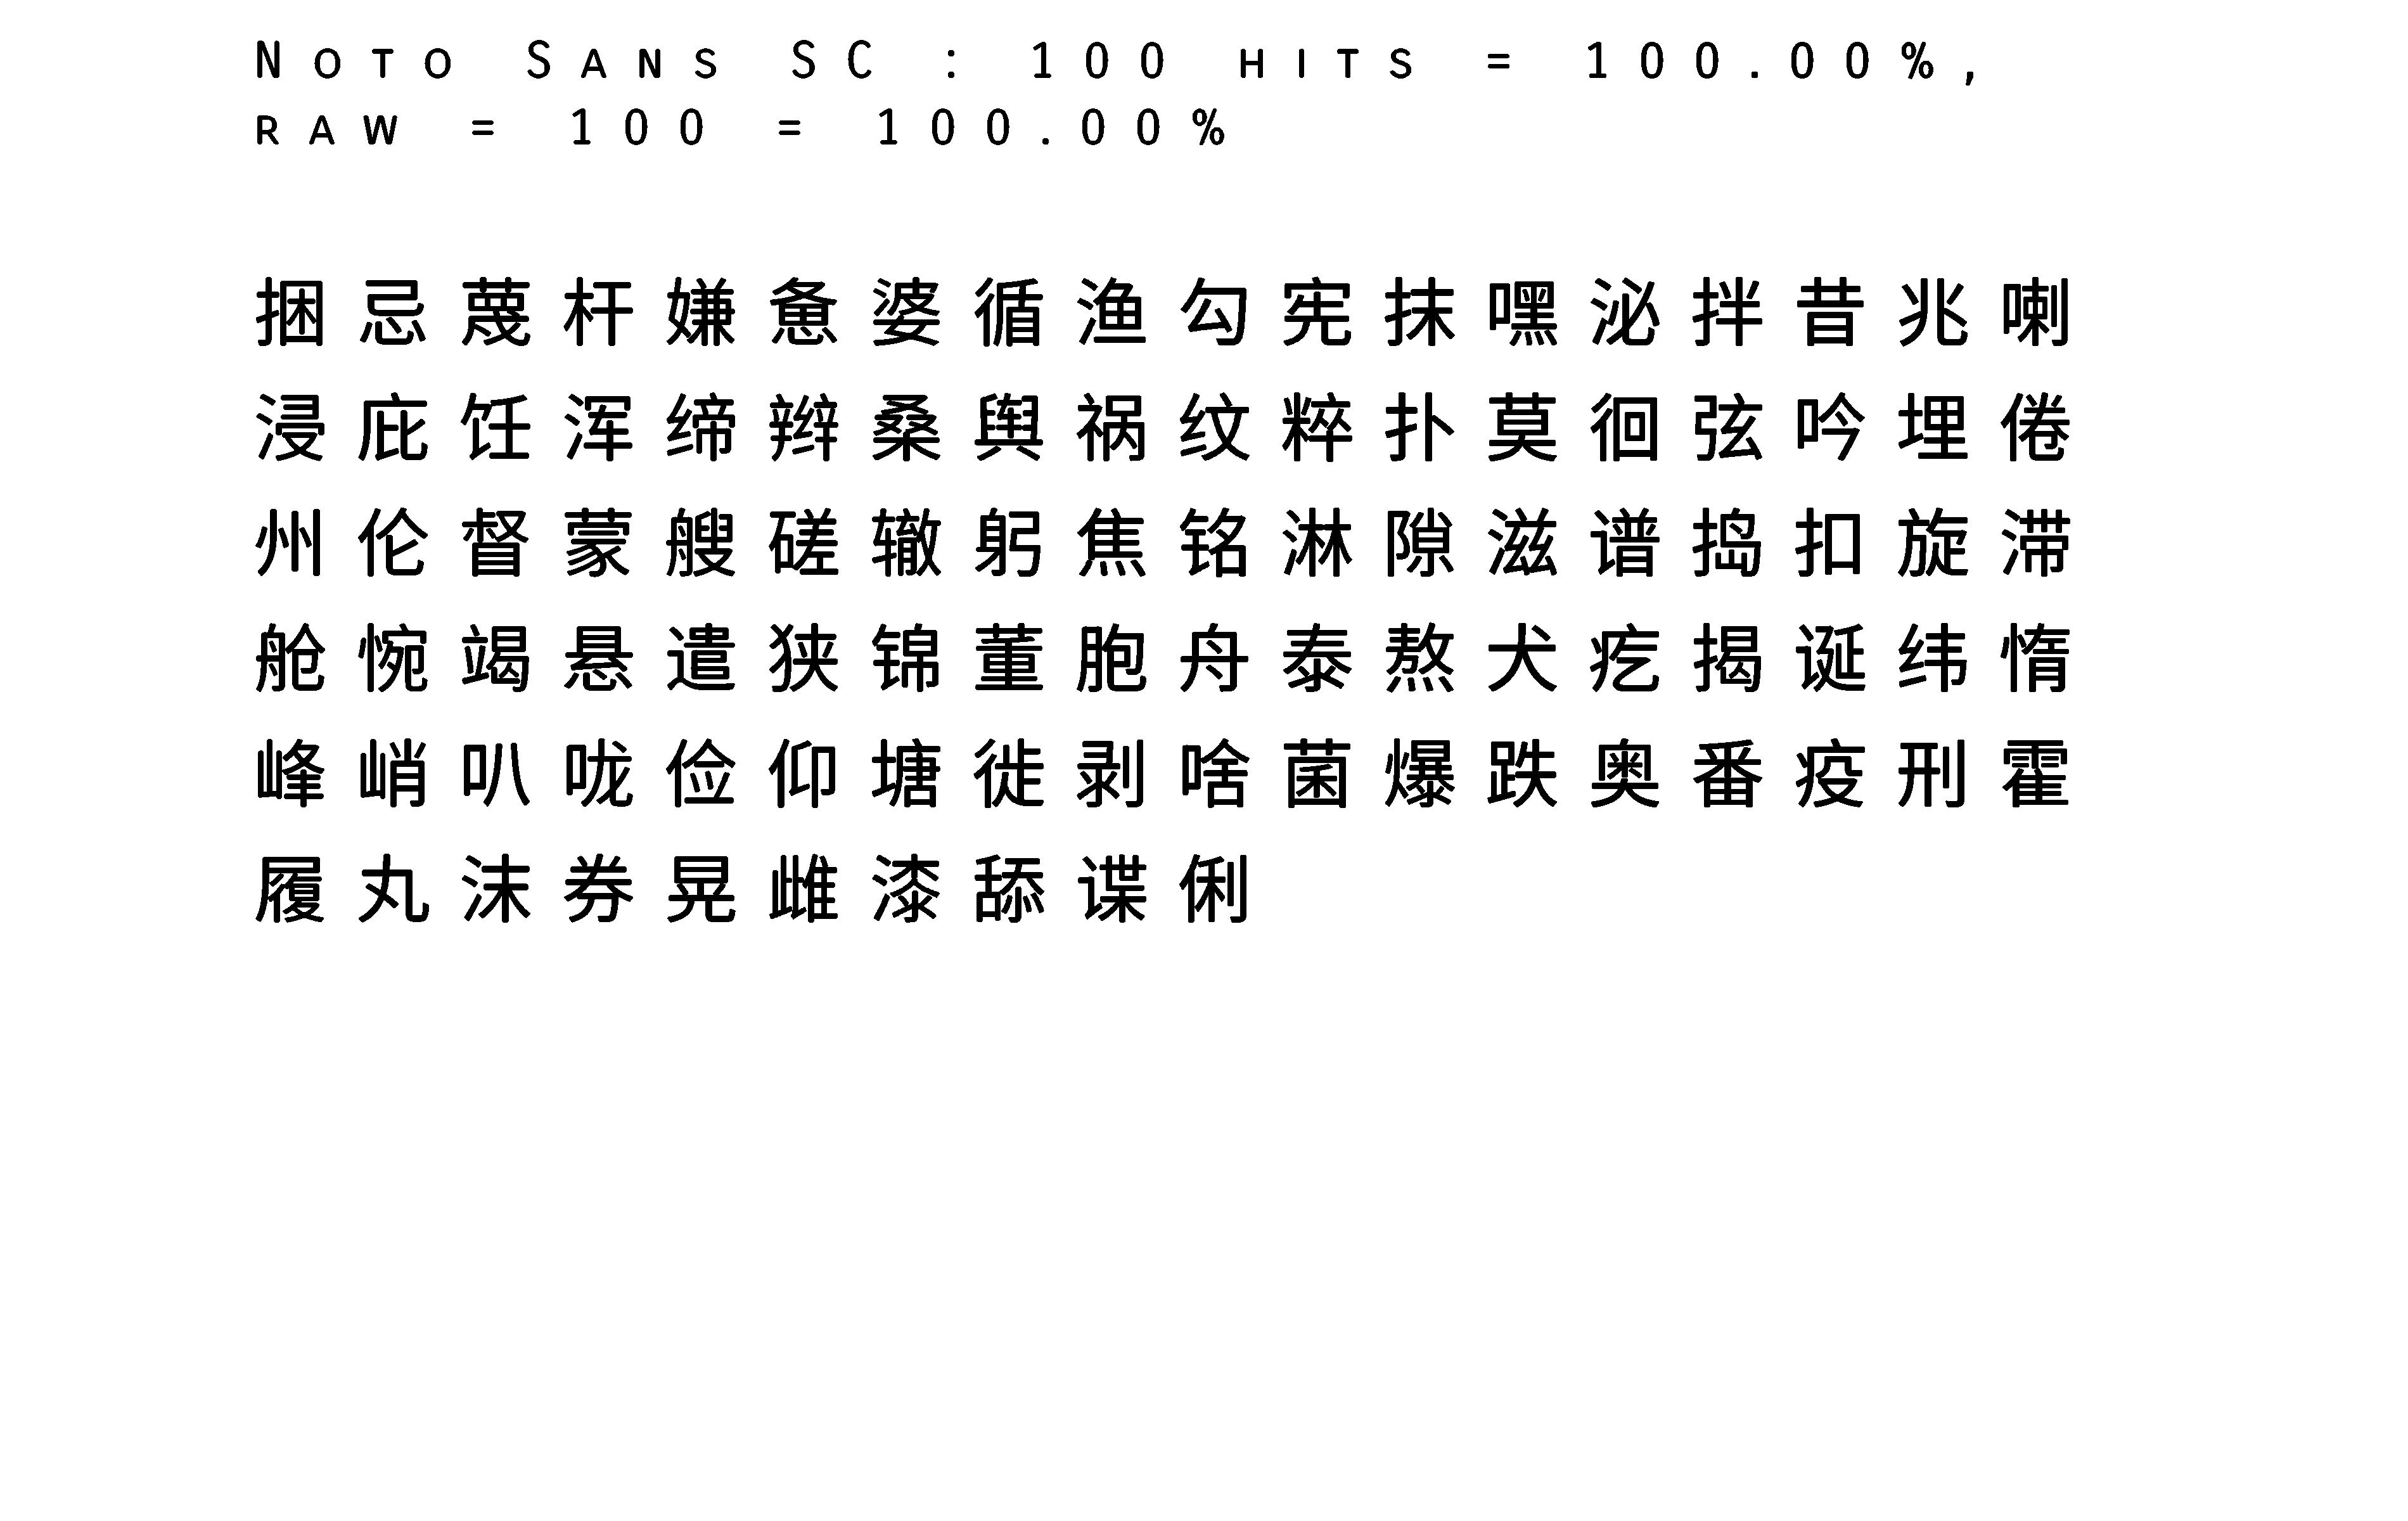 Noto Sans SC : 100 hits = 100.00%,
raw = 100 = 100.00%
捆忌蔑杆嫌惫婆循渔勾宪抹嘿泌拌昔兆喇
浸庇饪浑缔辫桑舆祸纹粹扑莫徊弦吟埋倦
州伦督蒙艘磋辙躬焦铭淋隙滋谱捣扣旋滞
舱惋竭悬遣狭锦董胞舟泰熬犬疙揭诞纬惰
峰峭叭咙俭仰塘徙剥啥菌爆跌奥番疫刑霍
履丸沫券晃雌漆舔谍俐